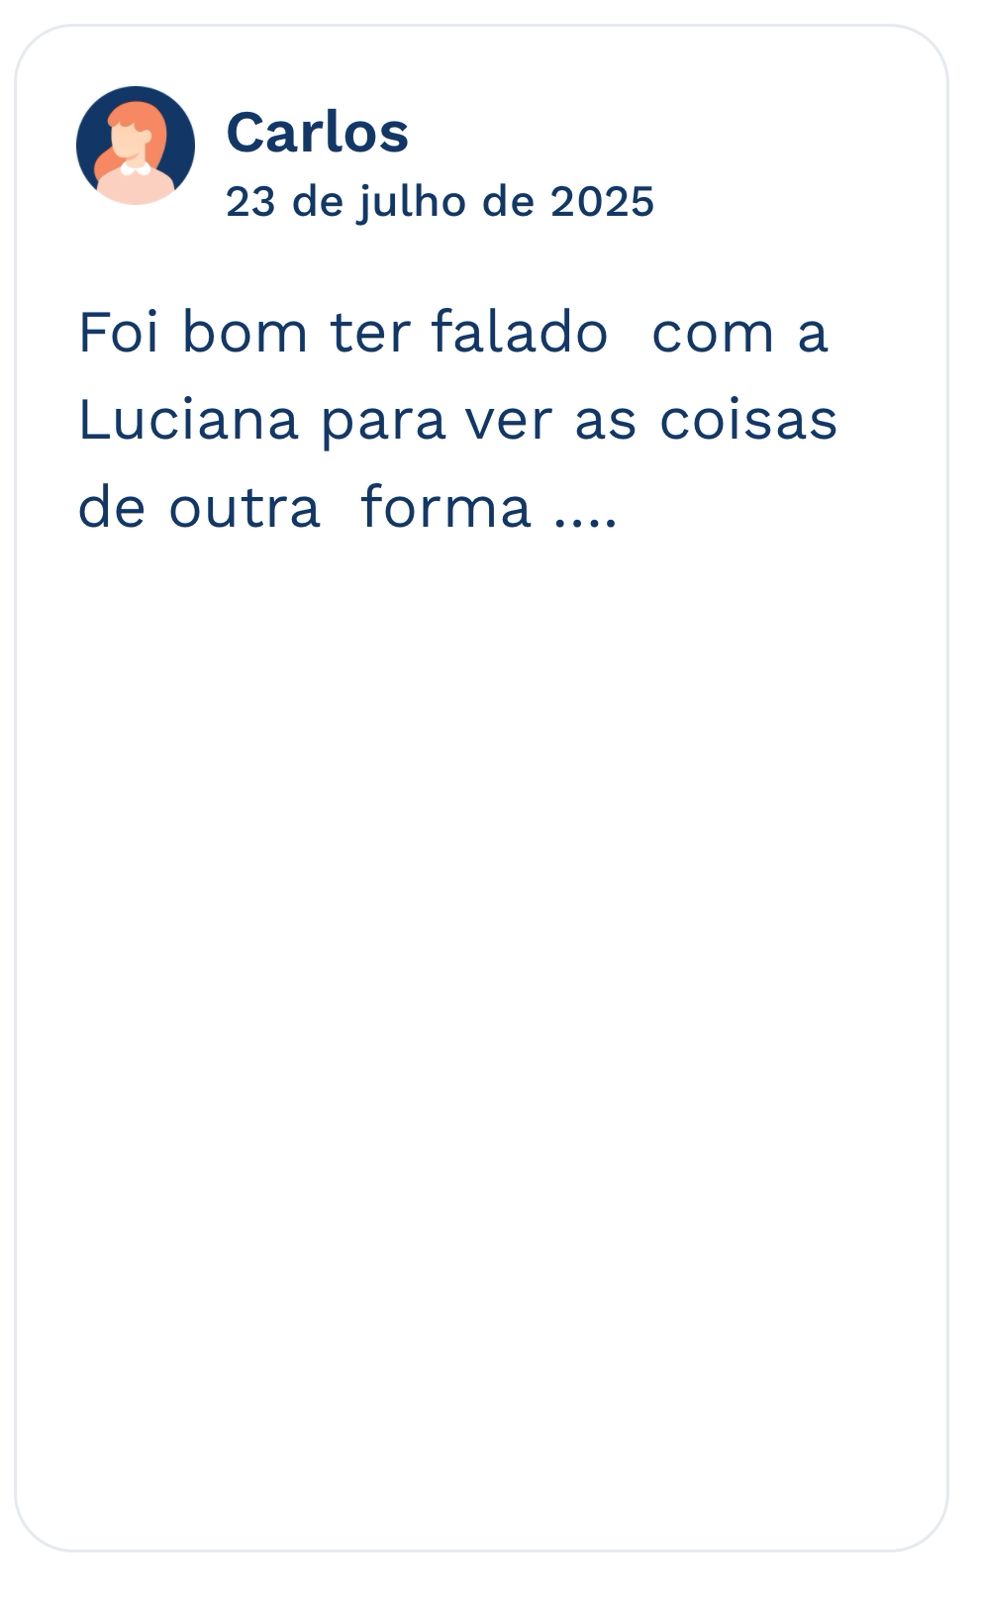 Carlos
23 de julho de 2025
Foi bom ter falado  com a
Luciana para ver as coisas
de outra  forma ....